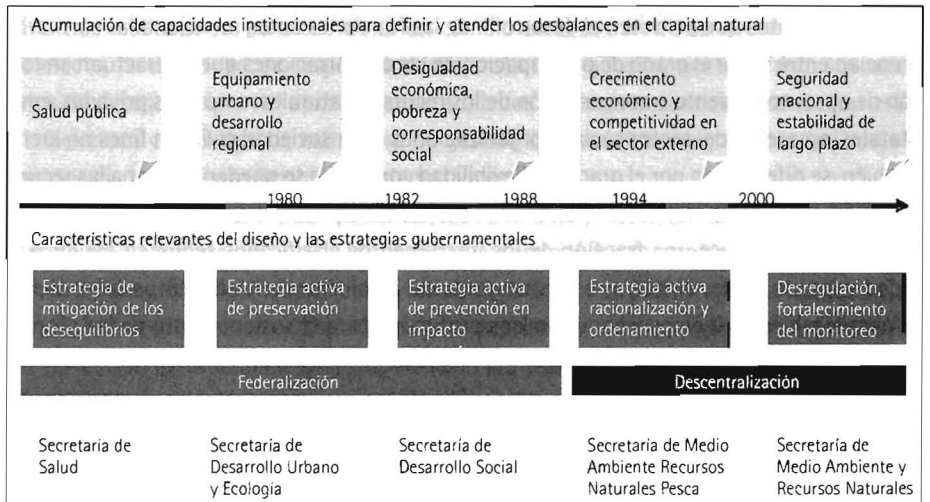 Acumulación de capacidades institucionales para definir y atender los desbalances en el capital natural
Salud pública
Equipamiento
urbano y
desarrollo
regional
Desigualdad
económica,
pobreza y
corresponsabilidad
social
Crecimiento
económico y
competitividad en
el sector externo
Seguridad
nacional y
estabilidad de
largo plazo
1980 1982 1988 1994 2000
Características relevantes del diseño y las estrategias gubernamentales
Estrategia de
mitigación de los
desequilibrios
Estrategia activa
de preservación
Estrategia activa
de prevención en
impacto
Estrategia activa
racionalización y
ordenamiento
Desregulación,
fortalecimiento
del monitoreo
Federalización
Descentralización
Secretaría de
Salud
Secretaría de
Desarrollo Urbano
y Ecología
Secretaría de
Desarrollo Social
Secretaría de Medio
Ambiente Recursos
Naturales Pesca
Secretaría de
Medio Ambiente y
Recursos Naturales